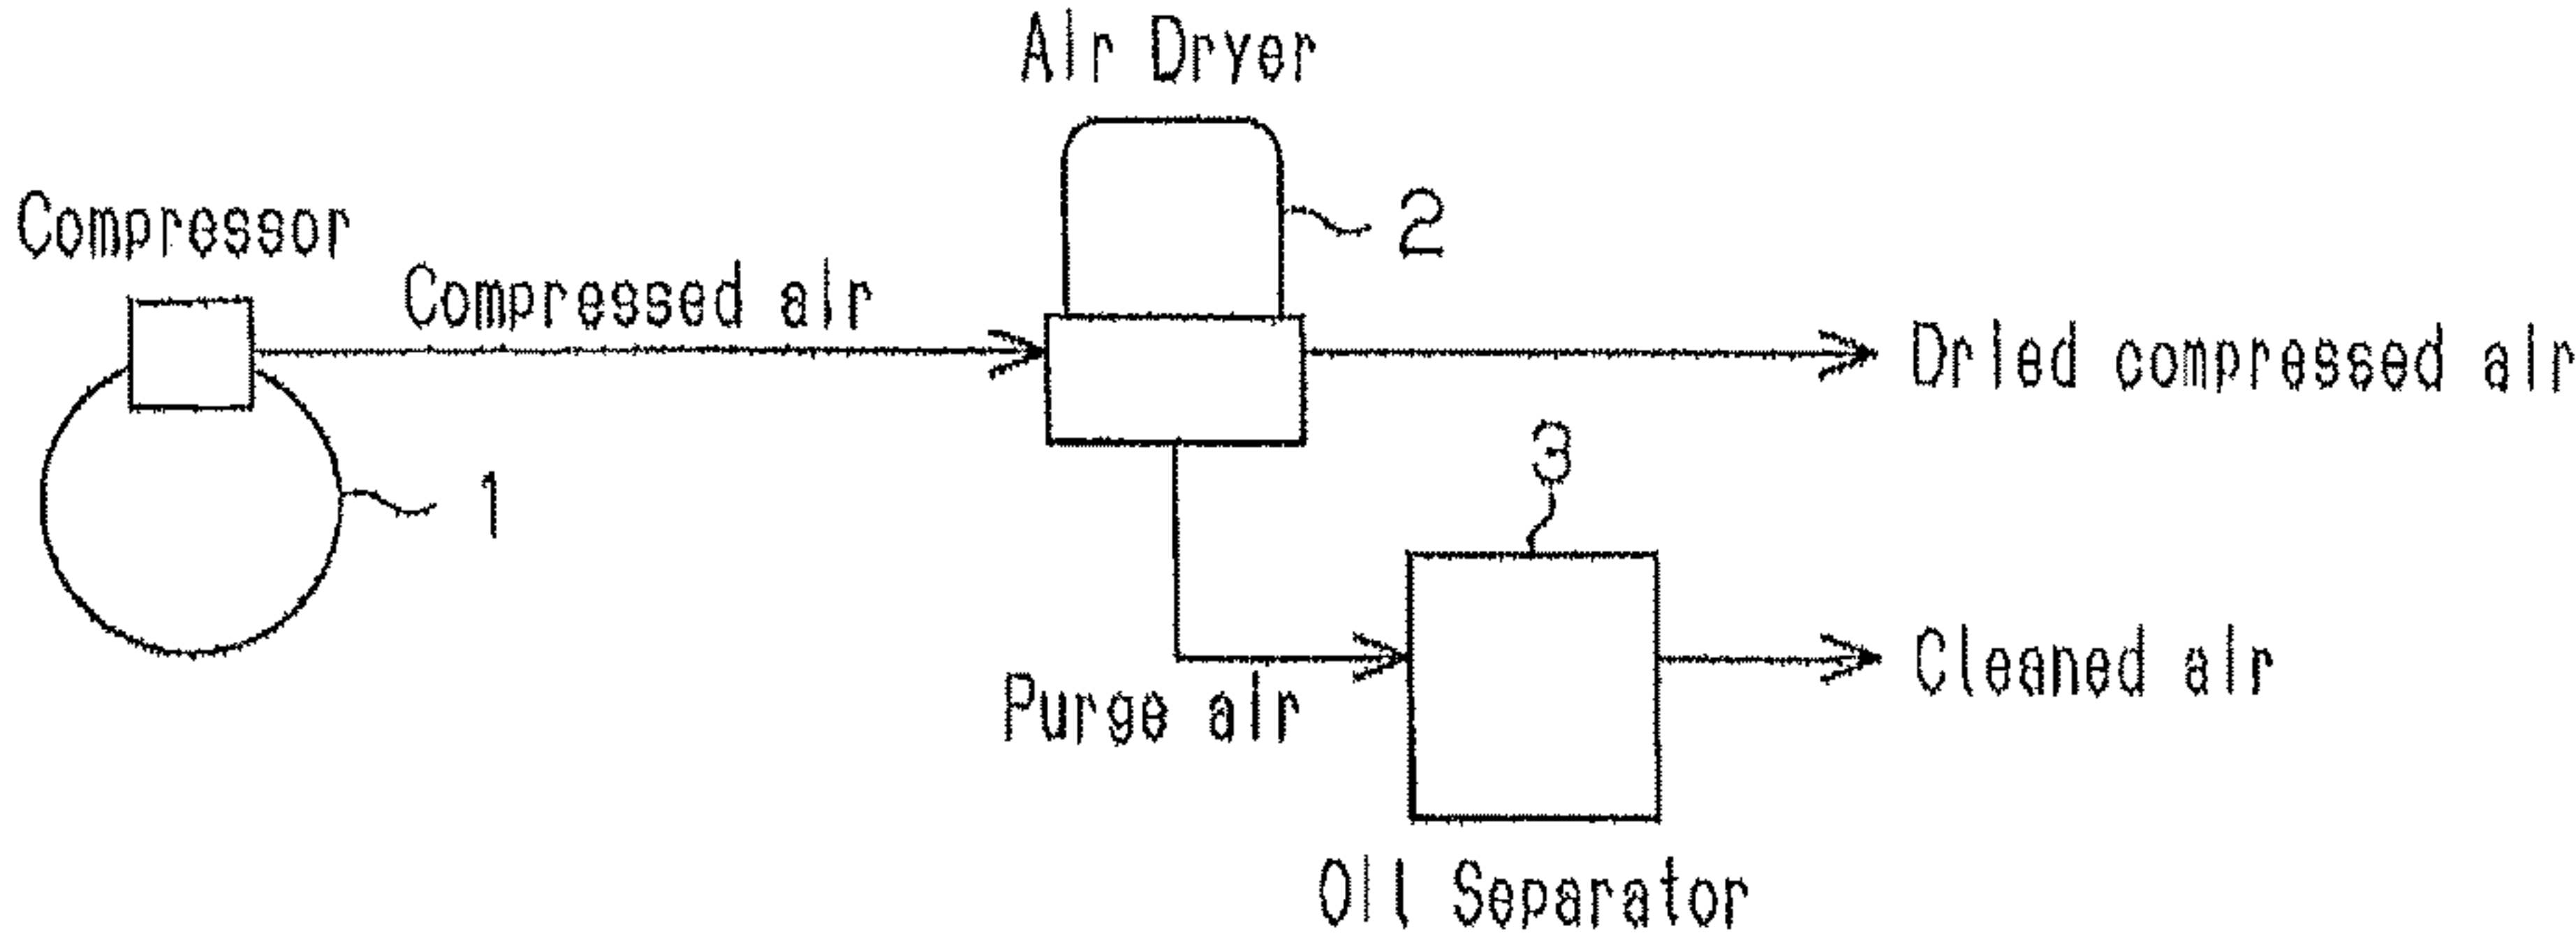 Air Dryer
Compressor
2
Compressed air
Dried compressed air
3
1
Purge air
Cleaned air
Oil Separator